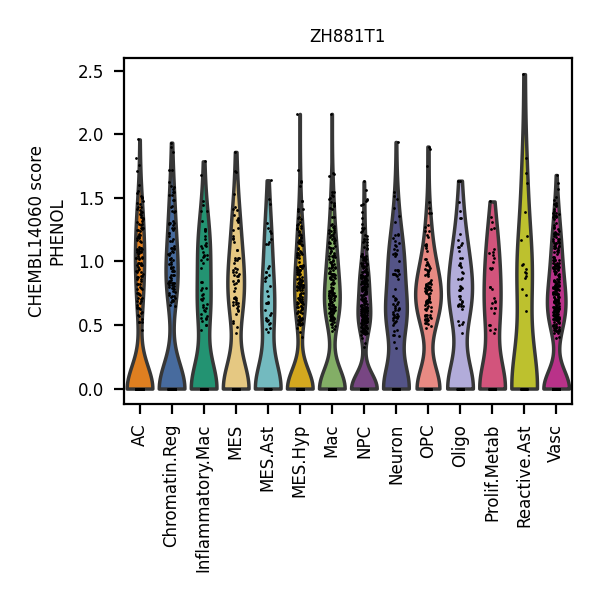 ZH881T1
CHEMBL14060 score
PHENOL
2.5
2.0
1.5
1.0
0.5
0.0
AC
Chromatin.Reg
Inflammatory.Mac
MES
MES.Ast
MES.Hyp
Mac
NPC
Neuron
OPC
Oligo
Prolif.Metab
Reactive.Ast
Vasc